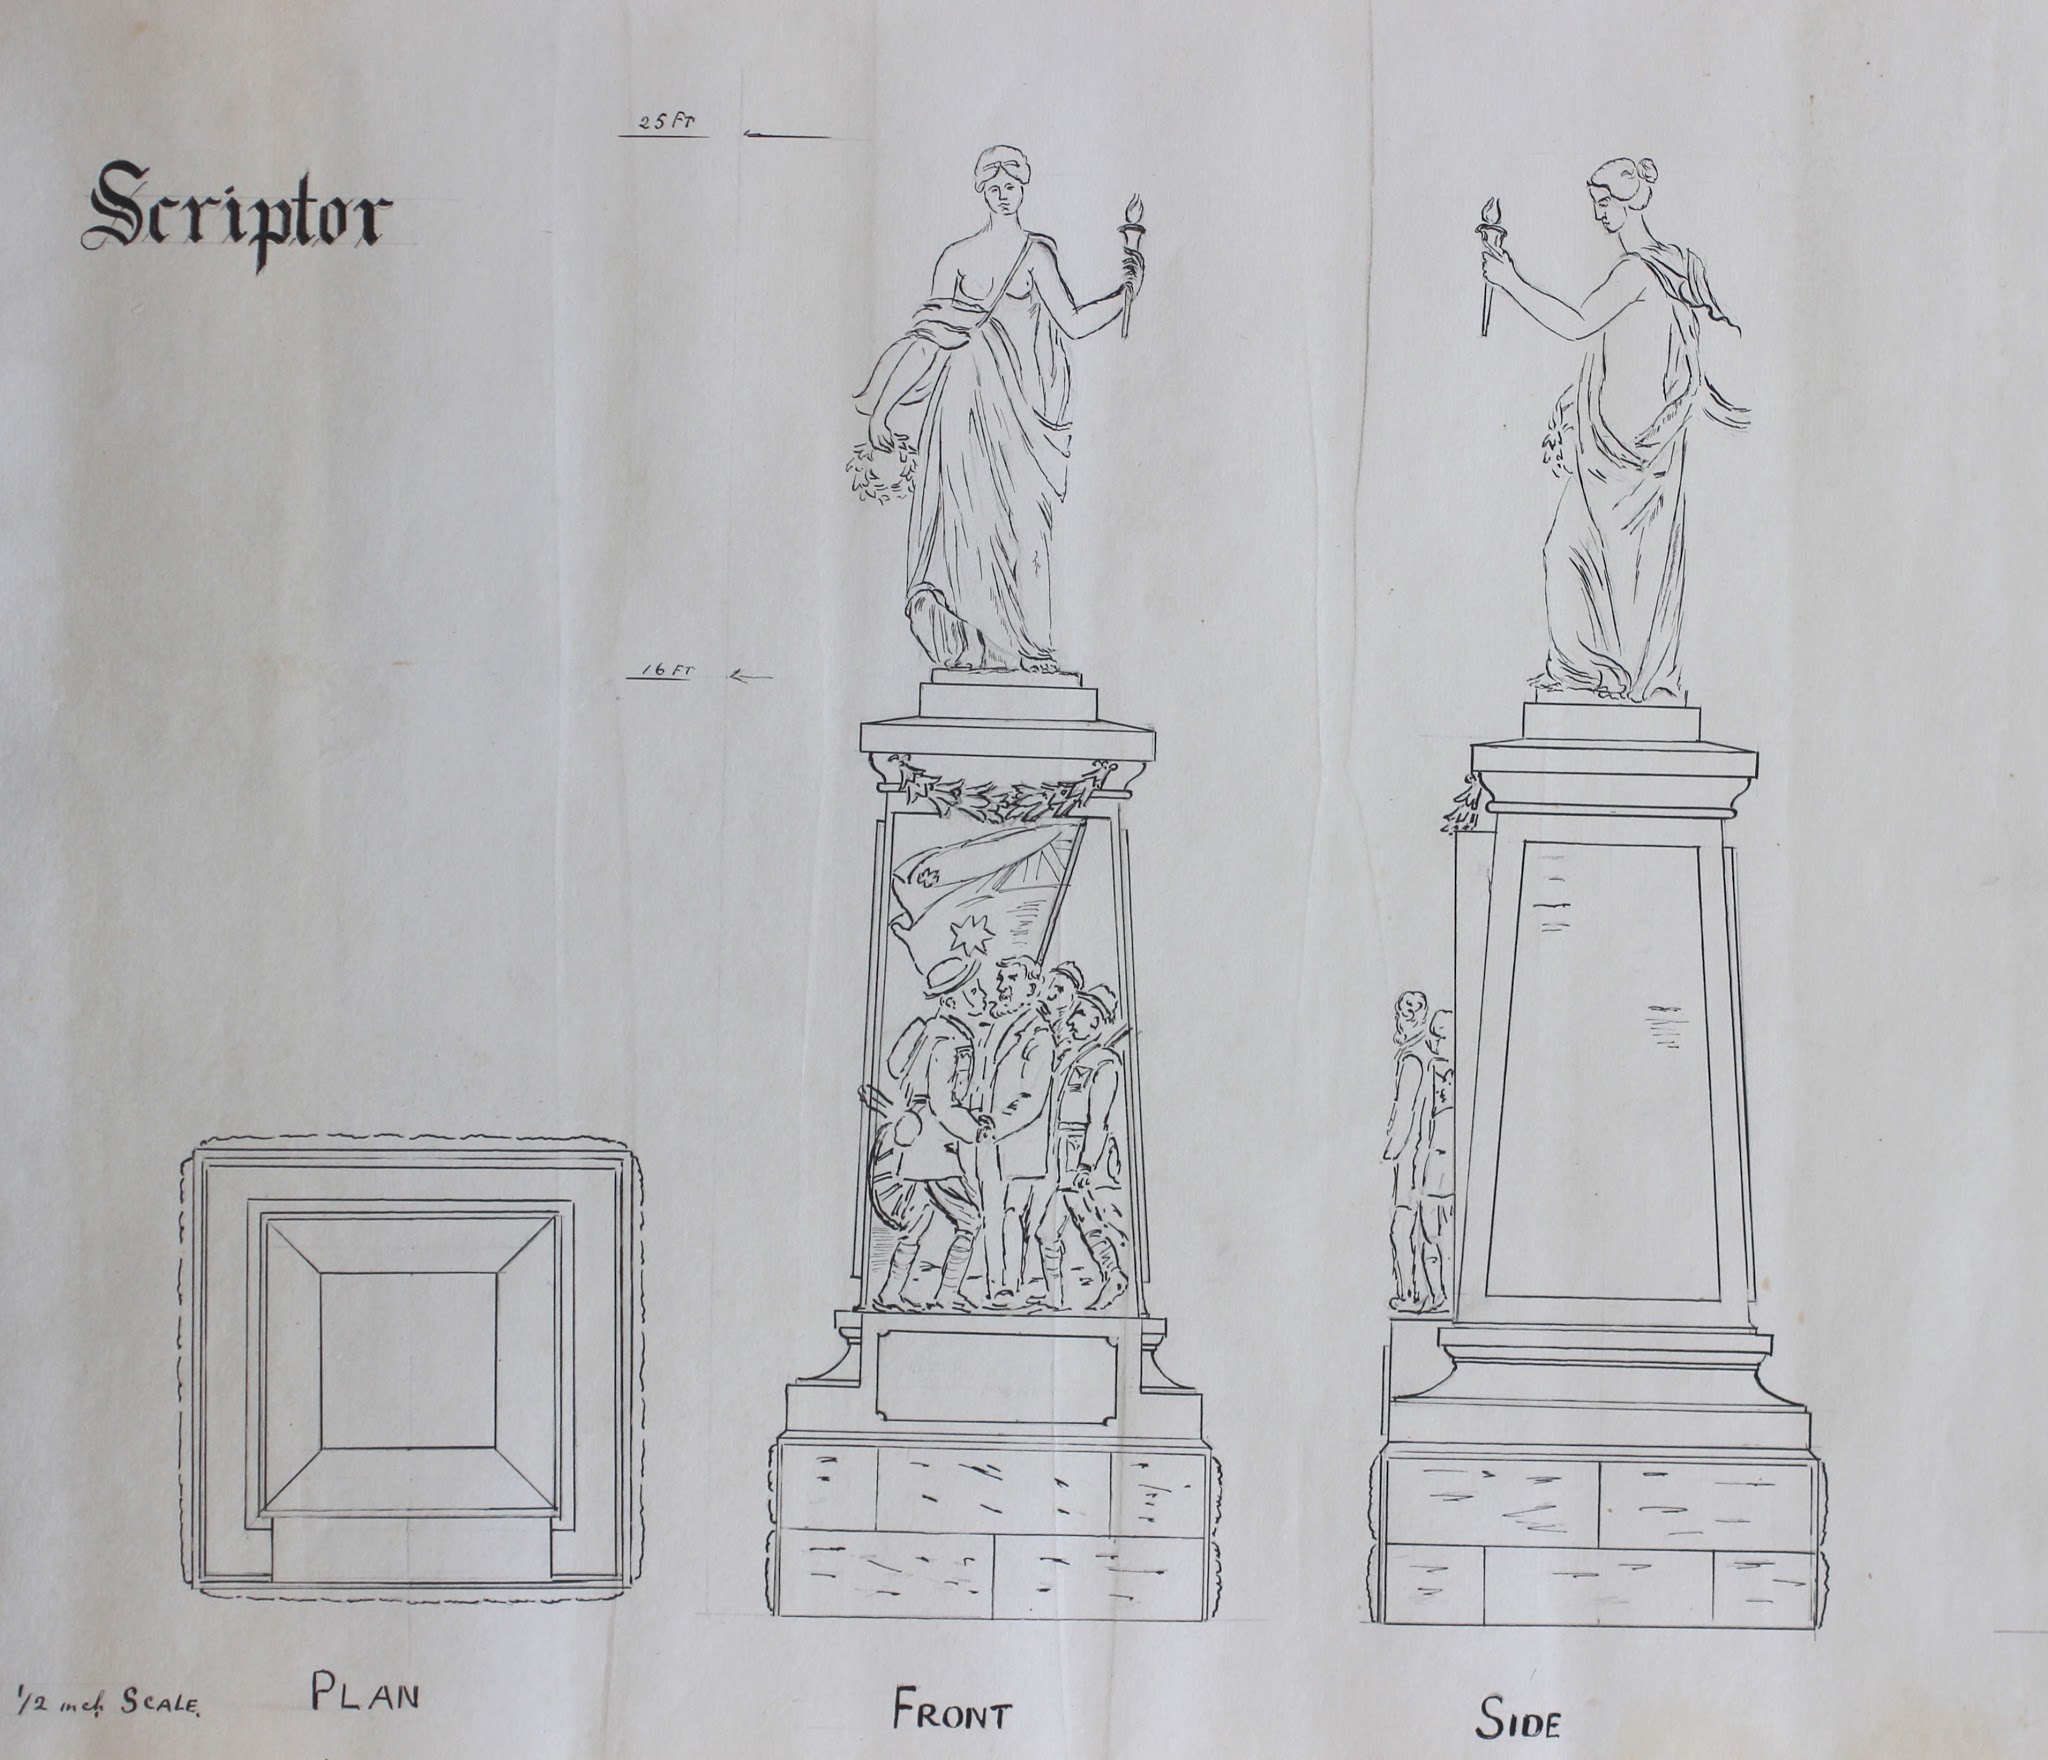 Scriptor
25 FT
16 FT
1/2 inch SCALE.
PLAN
FRONT
SIDE